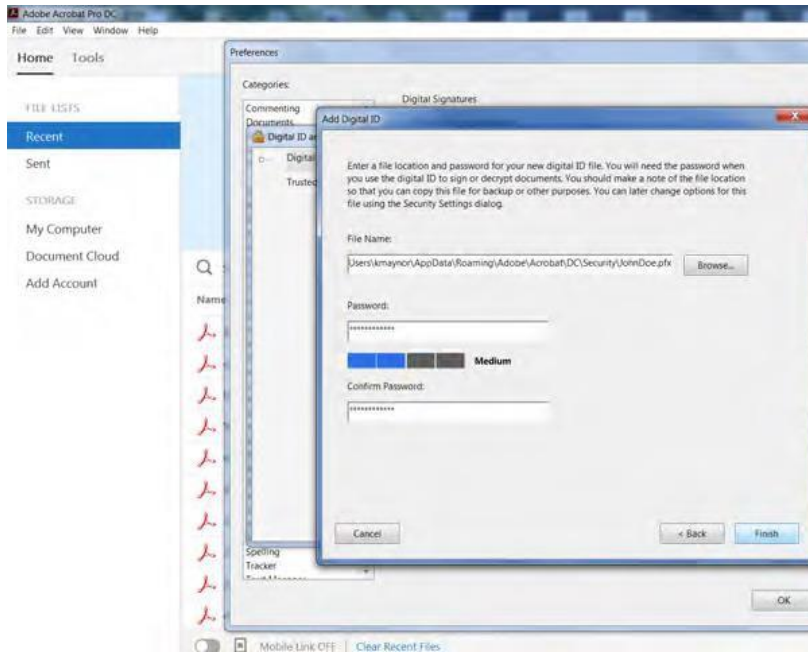 Adobe Acrobat Pro DC
File Edit View Window Help
Home Tools
Preferences
Categories:
Digital Signatures
Commenting
Documents
FILE LISTS
Recent
Sent
STORAGE
My Computer
Document Cloud
Add Account
Name
Digital ID
Digital
Trusted
Add Digital ID
Enter a file location and password for your new digital ID file. You will need the password when
you use the digital ID to sign or decrypt documents. You should make a note of the file location
so that you can copy this file for backup or other purposes. You can later change options for this
file using the Security Settings dialog.
File Name:
Users\kmaynor\AppData\Roaming\Adobe\Acrobat\DC\Security\JohnDoe.pfx
Browse...
Password:
************
Medium
Confirm Password:
************
Cancel
< Back
Finish
Spelling
Tracker
OK
Mobile Link OFF | Clear Recent Files